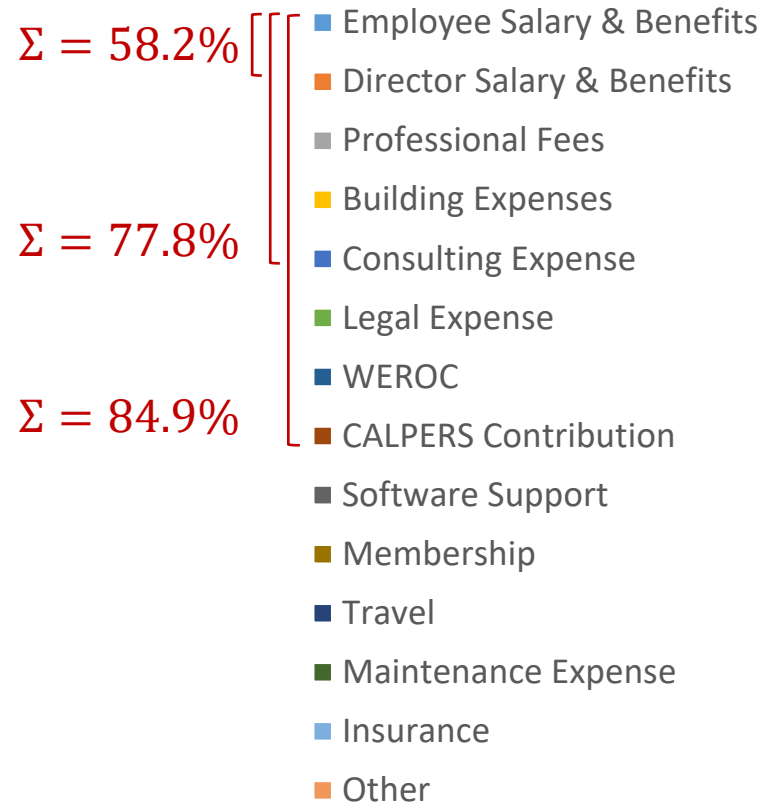 Σ = 58.2%
Employee Salary & Benefits
Director Salary & Benefits
Professional Fees
Building Expenses
Σ = 77.8%
Consulting Expense
Legal Expense
WEROC
Σ = 84.9%
CALPERS Contribution
Software Support
Membership
Travel
Maintenance Expense
Insurance
Other